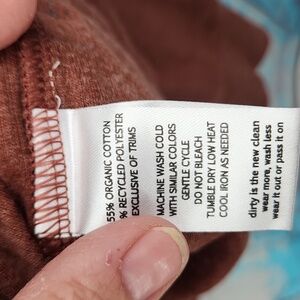 55% ORGANIC COTTON
% RECYCLED POLYESTER
EXCLUSIVE OF TRIMS
MACHINE WASH COLD
WITH SIMILAR COLORS
GENTLE CYCLE
DO NOT BLEACH
TUMBLE DRY LOW HEAT
COOL IRON AS NEEDED
dirty is the new clean
wear more, wash less
wear it out or pass it on